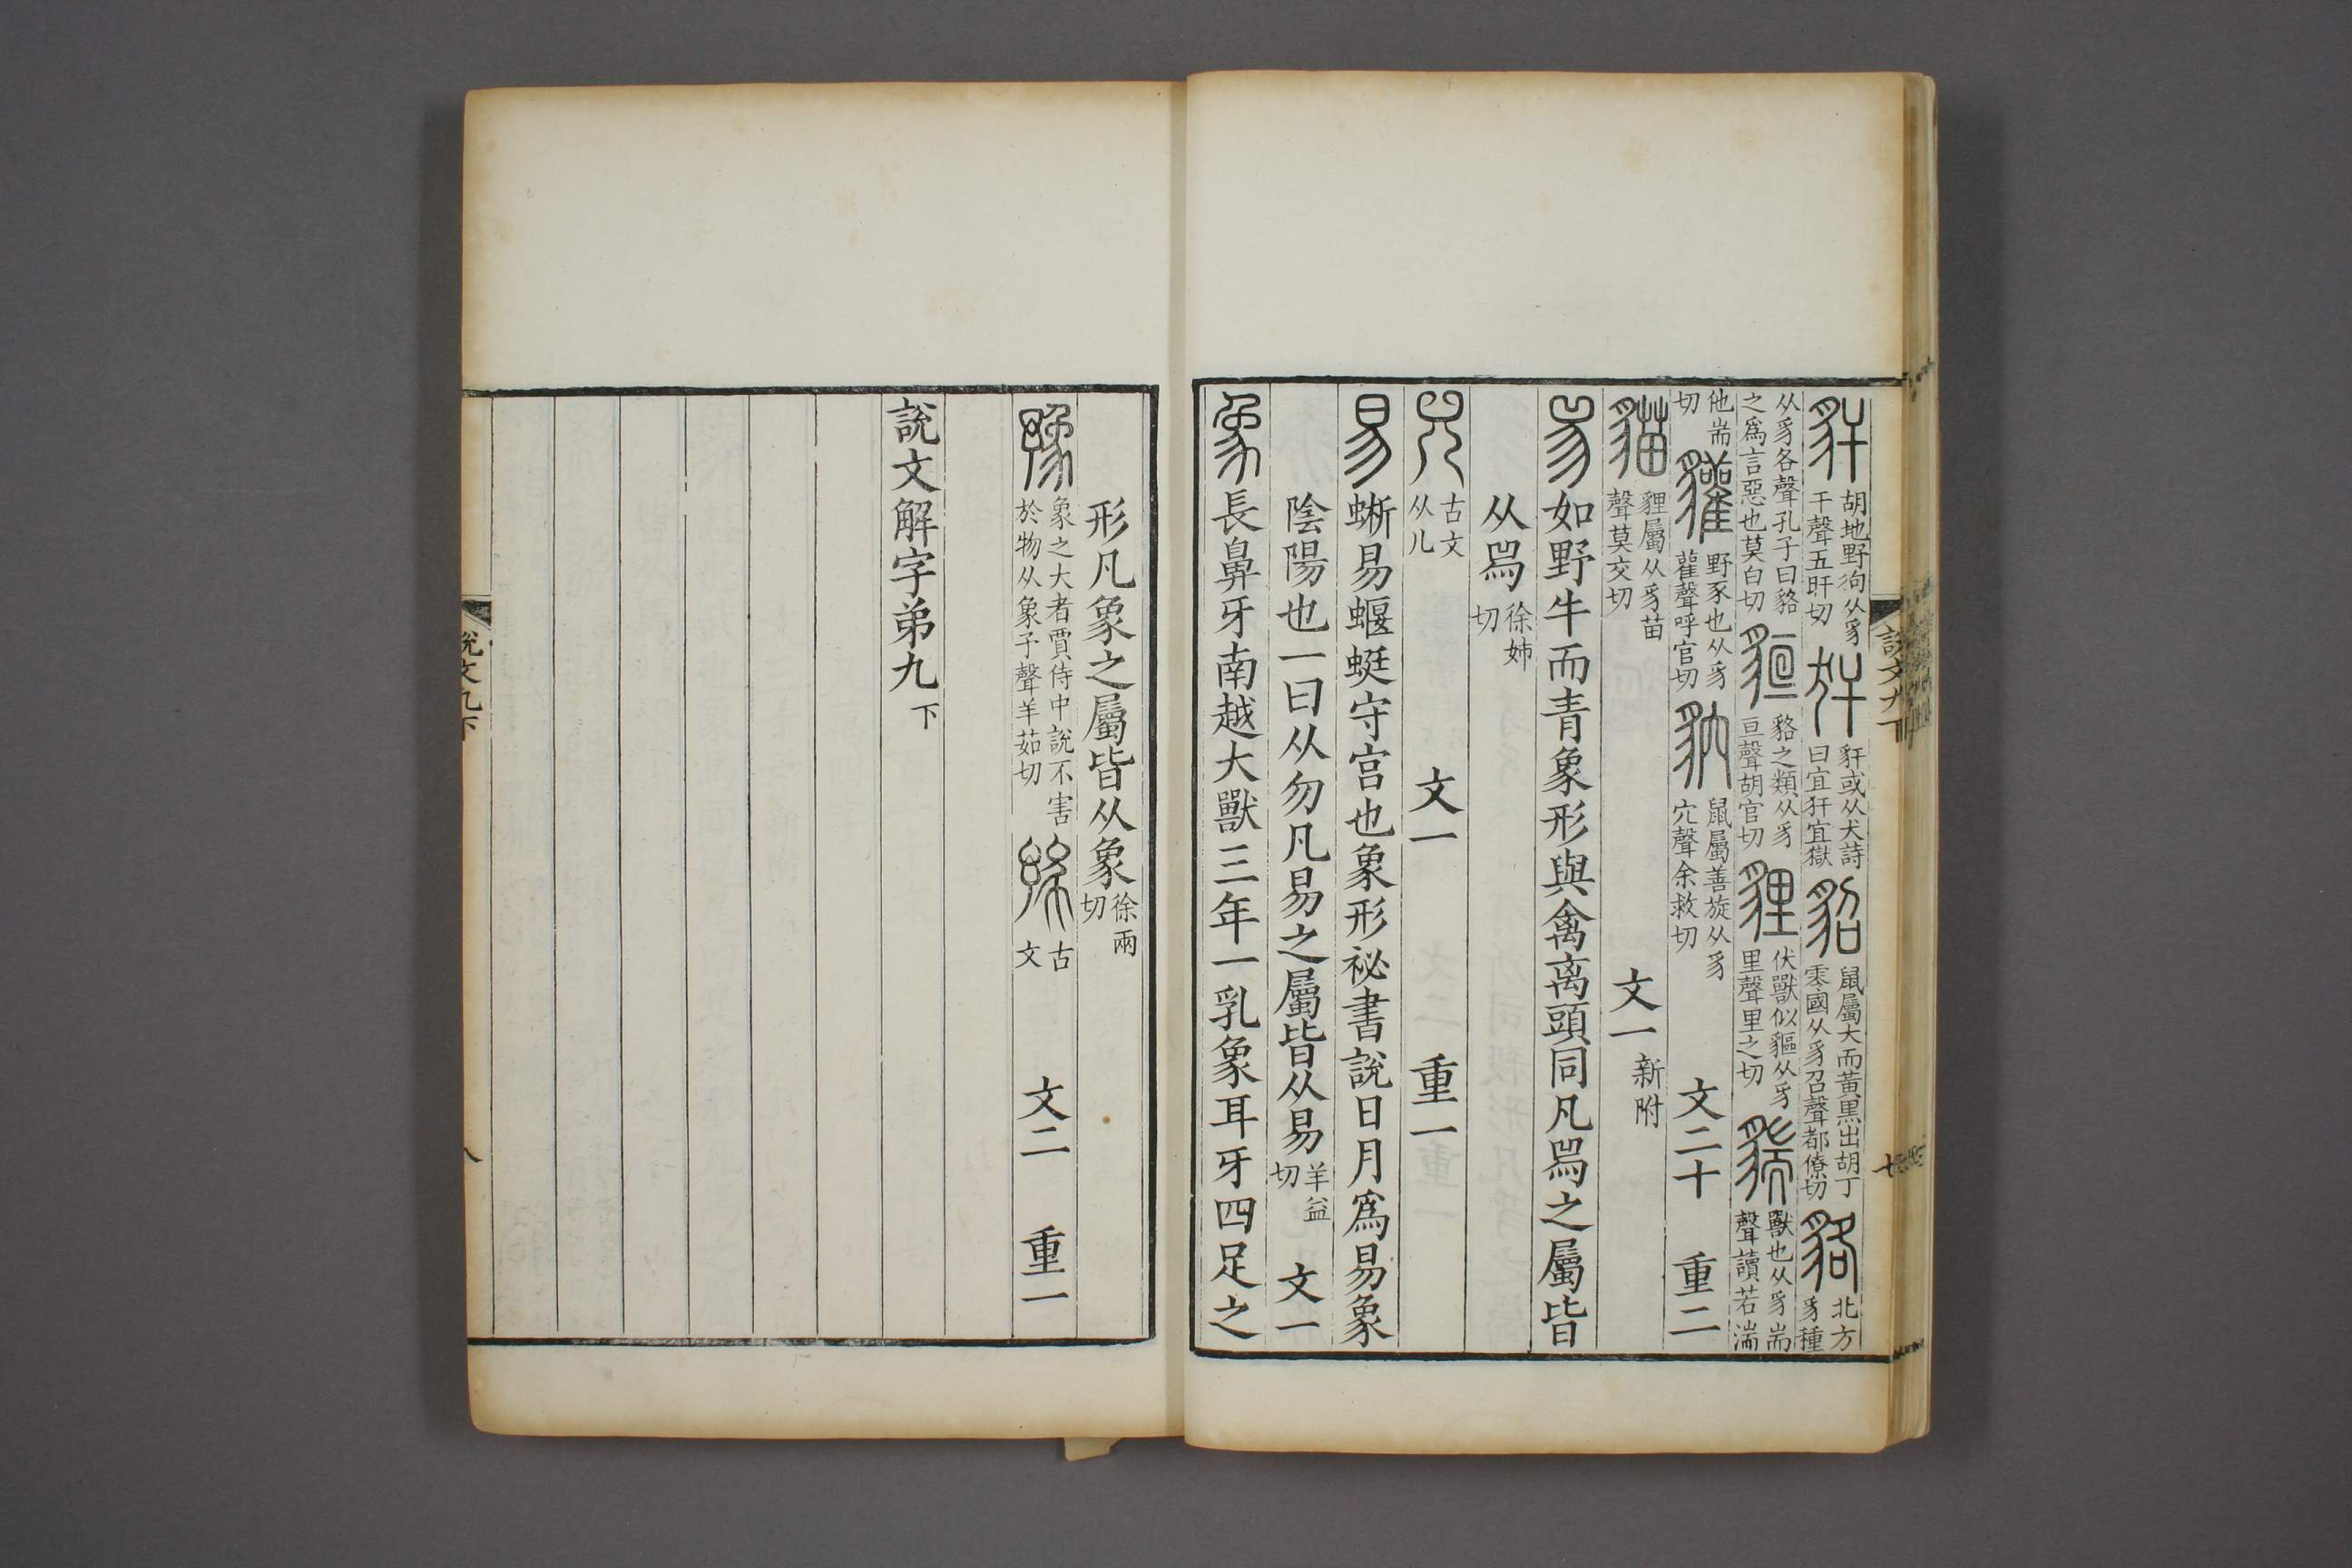 豻胡地野狗从豸干聲五旰切犴豻或从犬詩曰宜犴宜獄貂鼠屬大而黃黑出胡丁零國从豸召聲都僚切貉北方豸種
从豸各聲孔子曰貉之爲言惡也莫白切貆貉之類从豸亘聲胡官切貍伏獸似貙从豸里聲里之切貒獸也从豸耑聲讀若湍
他耑切貛野豕也从豸雚聲呼官切貁鼠屬善旋从豸穴聲余救切 文二十 重二
貓貍屬从豸苗聲莫交切 文一新附
𤉡如野牛而青象形與禽离頭同凡𤉡之屬皆
从𤉡徐姊切
兕古文从儿 文一 重一
易蜥易蝘蜓守宫也象形祕書說日月爲易象
陰陽也一曰从勿凡易之屬皆从易羊益切 文一
象長鼻牙南越大獸三年一乳象耳牙四足之
說文九下
七
形凡象之屬皆从象徐兩切
豫象之大者賈侍中說不害於物从象予聲羊茹切𢊁古文 文二 重一
說文解字弟九下
說文九下
八